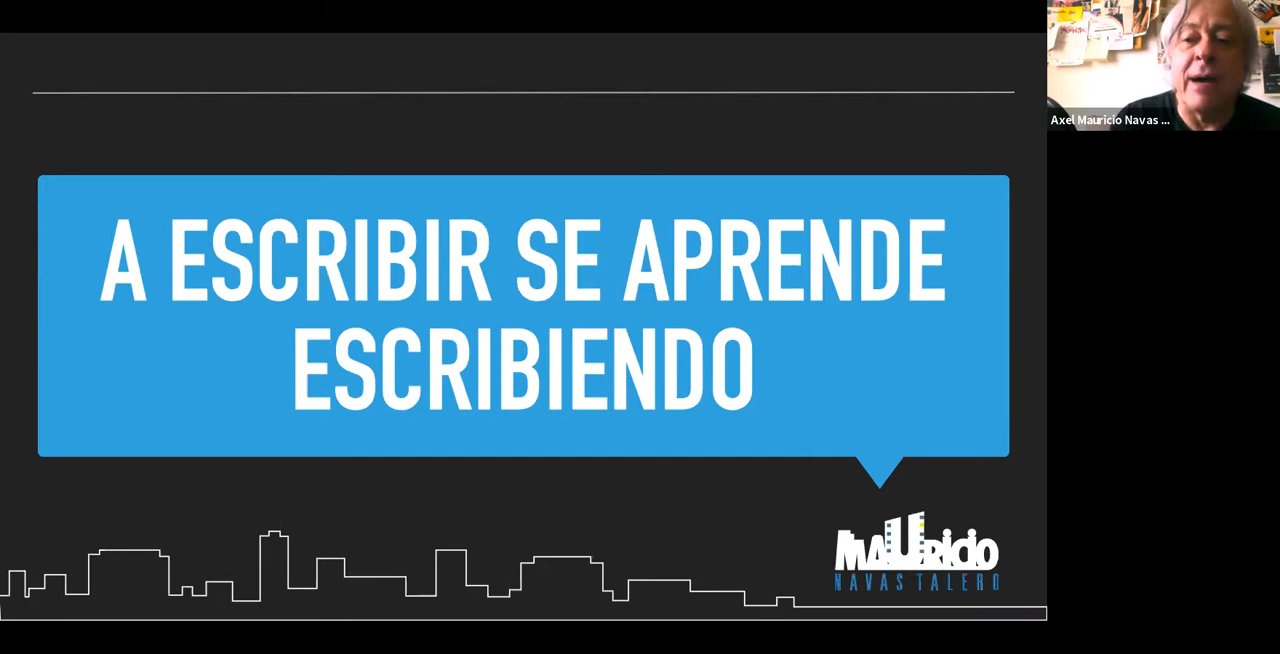 A ESCRIBIR SE APRENDE
ESCRIBIENDO
MAURICIO
NAVAS TALERO
Axel Mauricio Navas ...